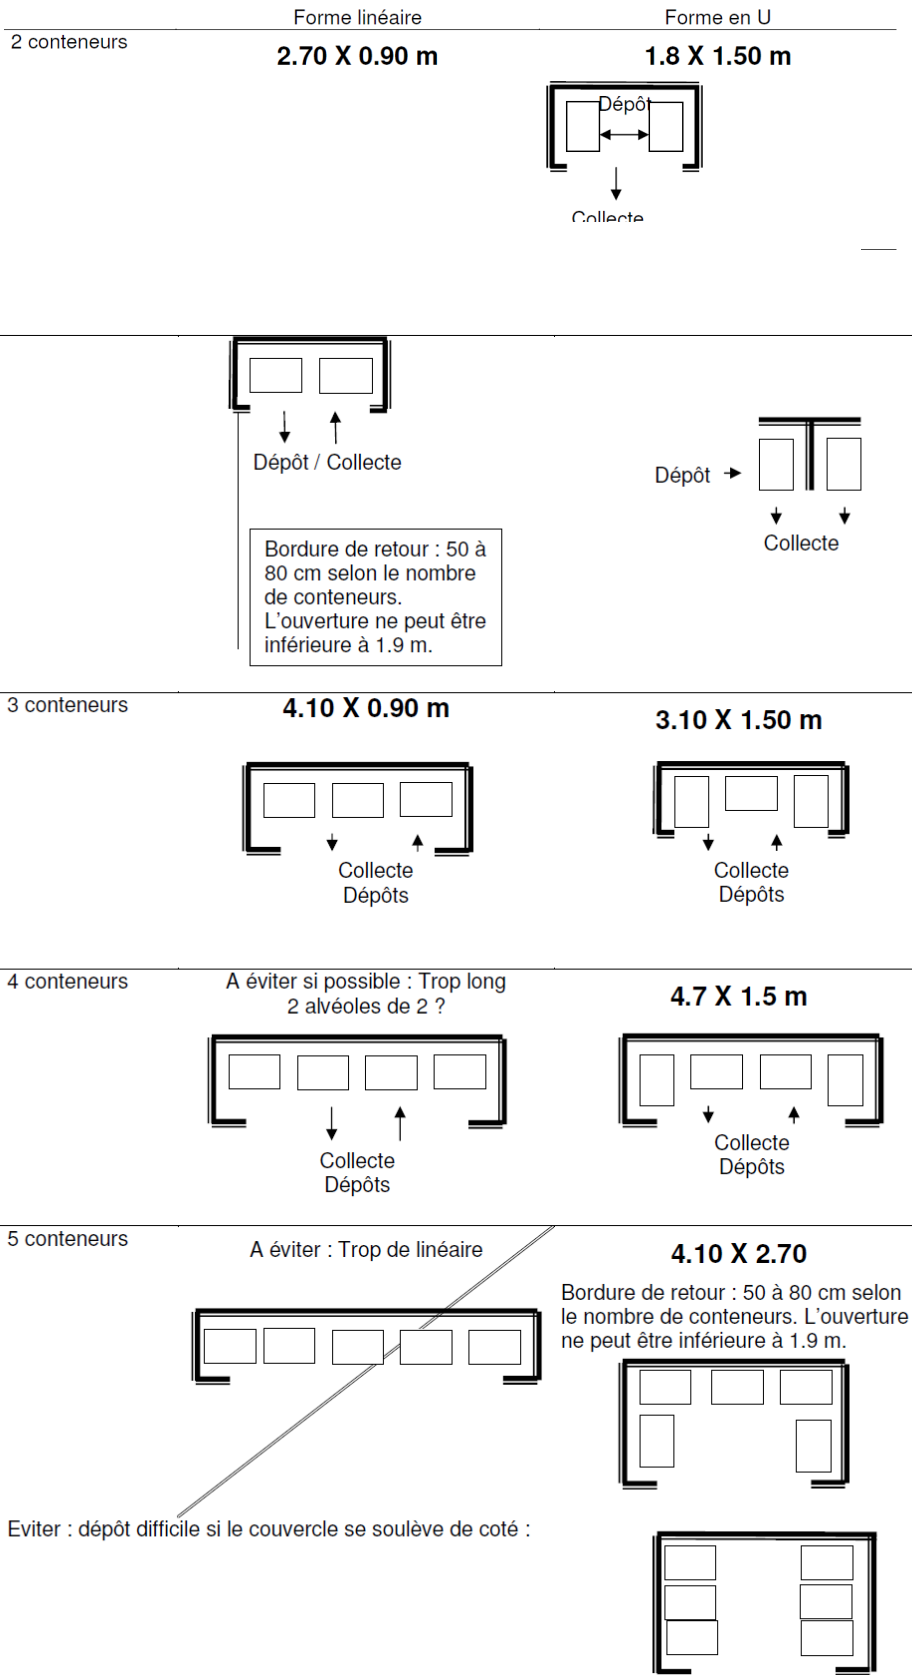 Forme linéaire
Forme en U
2 conteneurs
2.70 X 0.90 m
1.8 X 1.50 m
Dépôt
Collecte
Dépôt / Collecte
Bordure de retour : 50 à
80 cm selon le nombre
de conteneurs.
L'ouverture ne peut être
inférieure à 1.9 m.
Dépôt
Collecte
3 conteneurs
4.10 X 0.90 m
3.10 X 1.50 m
Collecte
Dépôts
Collecte
Dépôts
4 conteneurs
A éviter si possible : Trop long
2 alvéoles de 2 ?
4.7 X 1.5 m
Collecte
Dépôts
Collecte
Dépôts
5 conteneurs
A éviter : Trop de linéaire
4.10 X 2.70
Bordure de retour : 50 à 80 cm selon
le nombre de conteneurs. L'ouverture
ne peut être inférieure à 1.9 m.
Eviter : dépôt difficile si le couvercle se soulève de coté :